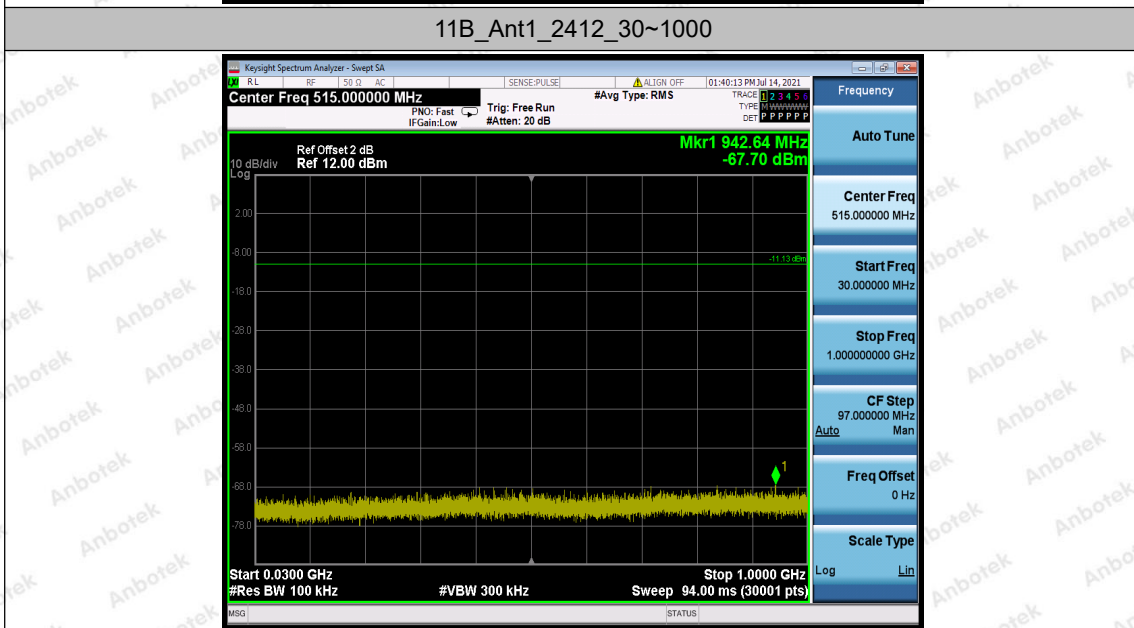 11B_Ant1_2412_30~1000
Keysight Spectrum Analyzer - Swept SA
RL RF 50 Ω AC SENSE:PULSE ALIGN OFF 01:40:13 PM Jul 14, 2021
Center Freq 515.000000 MHz
PNO: Fast
IFGain:Low
Trig: Free Run
#Atten: 20 dB
#Avg Type: RMS
TRACE 1 2 3 4 5 6
TYPE M WWWWW
DET P P P P P P
Mkr1 942.64 MHz
-67.70 dBm
Ref Offset 2 dB
10 dB/div Ref 12.00 dBm
Log
2.00
-8.00
-11.13 dBm
-18.0
-28.0
-38.0
-48.0
-58.0
1
-68.0
-78.0
Start 0.0300 GHz Stop 1.0000 GHz
#Res BW 100 kHz #VBW 300 kHz Sweep 94.00 ms (30001 pts)
MSG STATUS
Frequency
Auto Tune
Center Freq
515.000000 MHz
Start Freq
30.000000 MHz
Stop Freq
1.000000000 GHz
CF Step
97.000000 MHz
Auto Man
Freq Offset
0 Hz
Scale Type
Log Lin
Anbotek